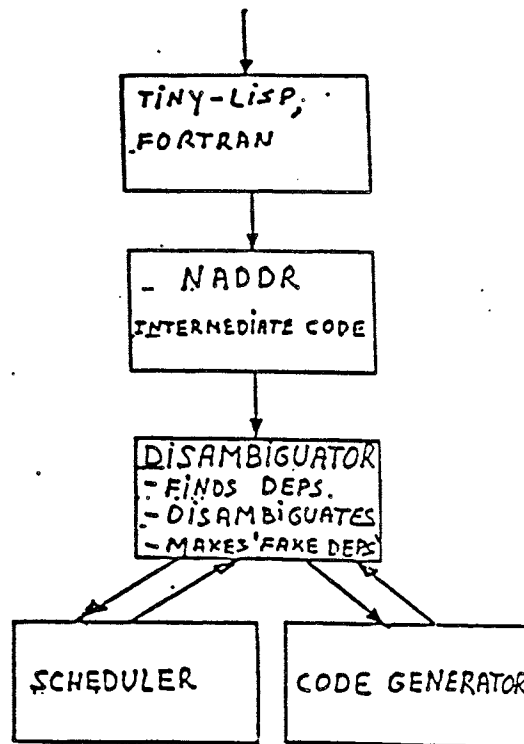 TINY-LISP,
FORTRAN
- NADDR
INTERMEDIATE CODE
DISAMBIGUATOR
- FINDS DEPS.
- DISAMBIGUATES
- MAKES 'FAKE DEPS'
SCHEDULER
CODE GENERATOR